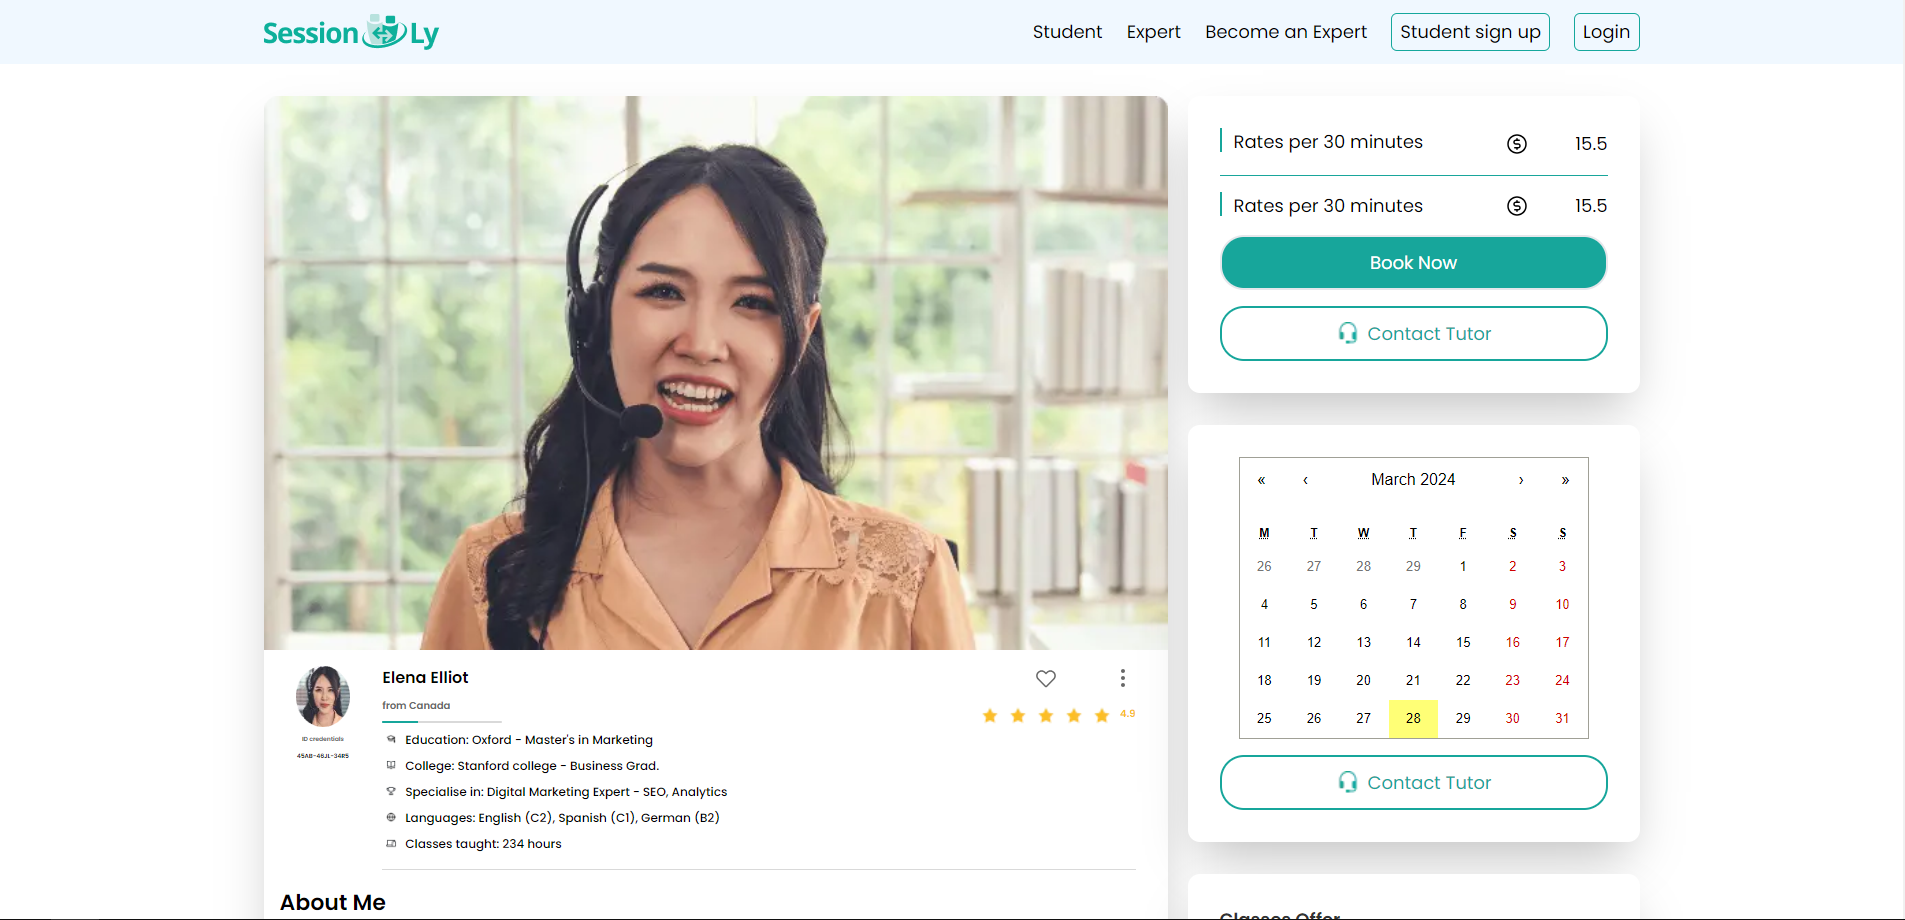 Session Ly
Student Expert Become an Expert Student sign up Login
Rates per 30 minutes 15.5
Rates per 30 minutes 15.5
Book Now
Contact Tutor
« ‹ March 2024 › »
M T W T F S S
26 27 28 29 1 2 3
4 5 6 7 8 9 10
11 12 13 14 15 16 17
18 19 20 21 22 23 24
25 26 27 28 29 30 31
Contact Tutor
Elena Elliot
from Canada
4.9
ID credentials
45AB-46JL-34R5
Education: Oxford - Master's in Marketing
College: Stanford college - Business Grad.
Specialise in: Digital Marketing Expert - SEO, Analytics
Languages: English (C2), Spanish (C1), German (B2)
Classes taught: 234 hours
About Me
Classes Offer